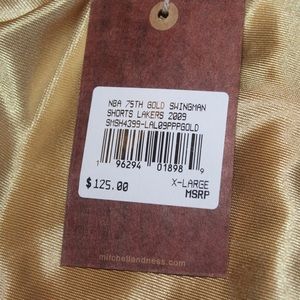 NBA 75TH GOLD SWINGMAN
SHORTS LAKERS 2009
SMSH4399-LAL09PPPGOLD
1 96294 01898 9
$125.00 X-LARGE
MSRP
mitchellandness.com